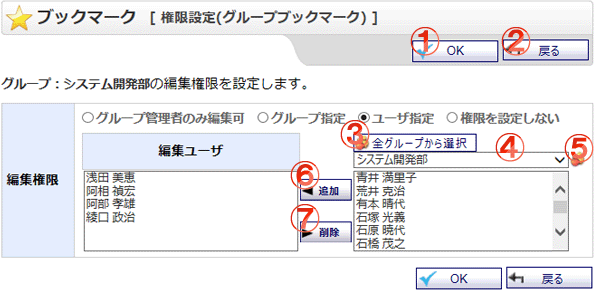 ブックマーク [ 権限設定(グループブックマーク) ]
① OK ② 戻る
グループ：システム開発部の編集権限を設定します。
編集権限
○グループ管理者のみ編集可 ○グループ指定 ◉ユーザ指定 ○権限を設定しない
編集ユーザ
浅田 美恵
阿相 禎宏
阿部 孝雄
綾口 政治
⑥ 追加
⑦ 削除
③ 全グループから選択
システム開発部 ④ ⑤
青井 満里子
荒井 克治
有本 晴代
石塚 光義
石原 暁代
石橋 茂之
OK 戻る